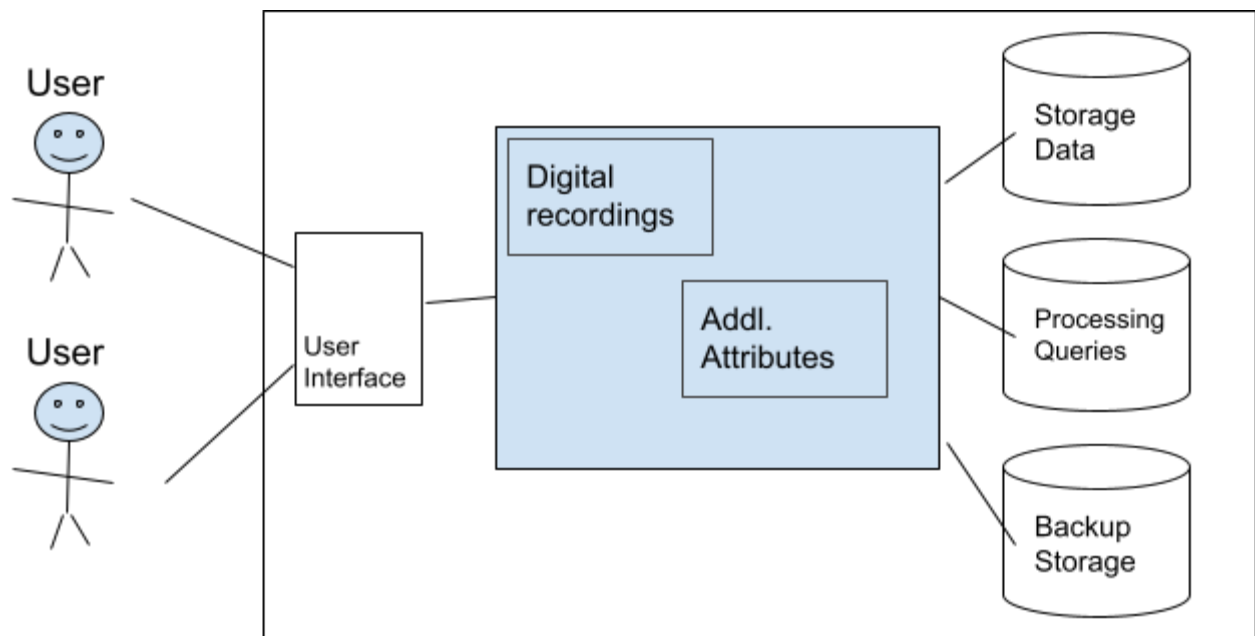 User
User
User
Interface
Digital
recordings
Addl.
Attributes
Storage
Data
Processing
Queries
Backup
Storage